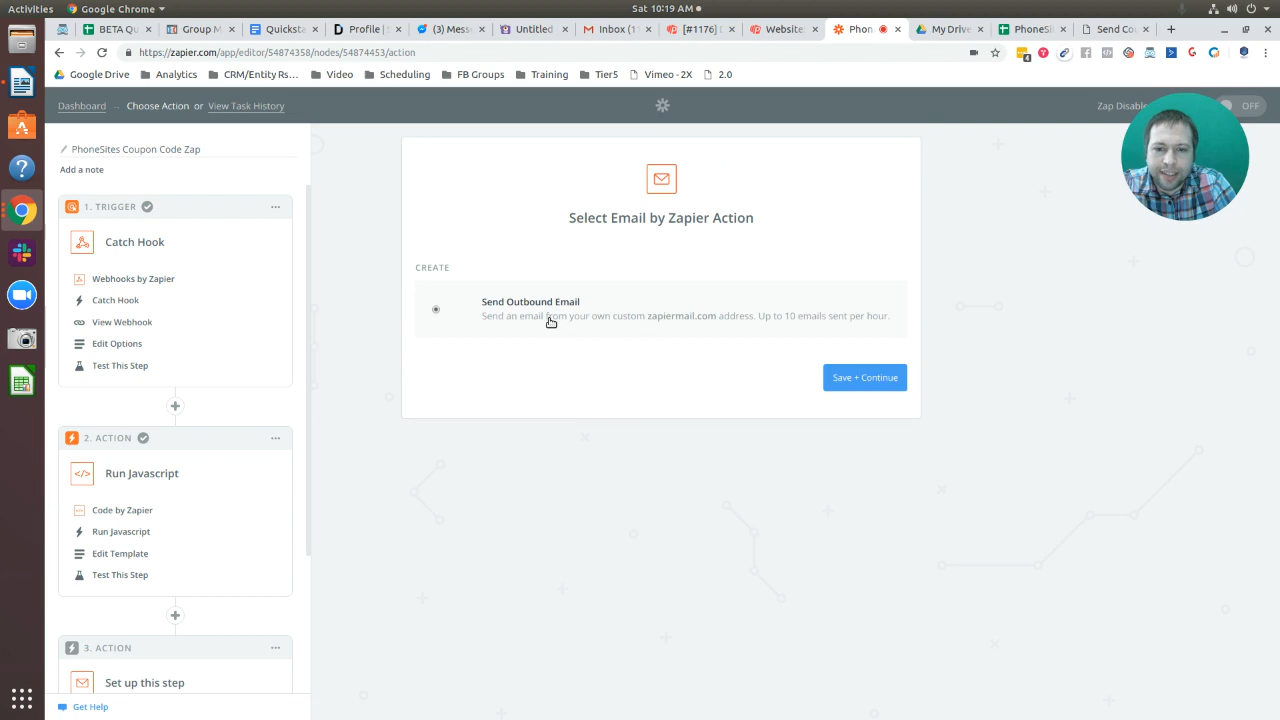 Activities
Google Chrome
Sat 10:19 AM
BETA Q
Group M
Quickst
Profile |
(3) Mess
Untitled
Inbox (1
[#1176]
Website
Phon
My Drive
PhoneSit
Send Co
https://zapier.com/app/editor/54874358/nodes/54874453/action
4
Google Drive
Analytics
CRM/Entity Rs...
Video
Scheduling
FB Groups
Training
Tier5
Vimeo - 2X
2.0
Dashboard – Choose Action or View Task History
Zap Disable
OFF
PhoneSites Coupon Code Zap
Add a note
1. TRIGGER
Catch Hook
Webhooks by Zapier
Catch Hook
View Webhook
Edit Options
Test This Step
2. ACTION
Run Javascript
Code by Zapier
Run Javascript
Edit Template
Test This Step
3. ACTION
Set up this step
Get Help
Select Email by Zapier Action
CREATE
Send Outbound Email
Send an email from your own custom zapiermail.com address. Up to 10 emails sent per hour.
Save + Continue